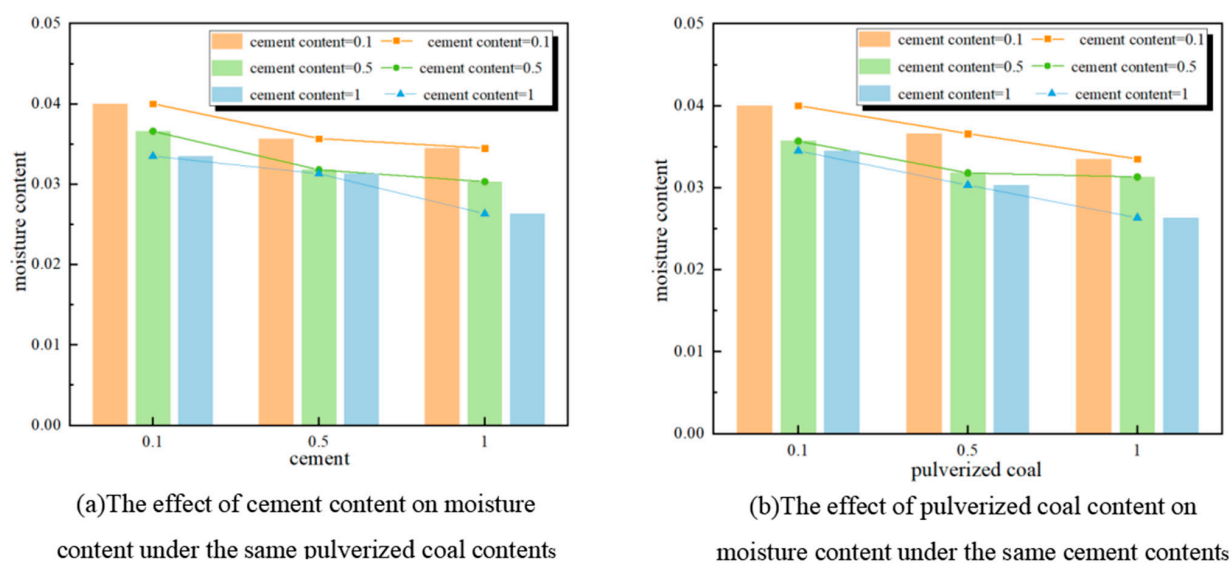 0.05
0.04
0.03
0.02
0.01
0.00
moisture content
cement content=0.1 cement content=0.1
cement content=0.5 cement content=0.5
cement content=1 cement content=1
0.1 0.5 1
cement
(a)The effect of cement content on moisture
content under the same pulverized coal contents
0.05
0.04
0.03
0.02
0.01
0.00
moisture content
cement content=0.1 cement content=0.1
cement content=0.5 cement content=0.5
cement content=1 cement content=1
0.1 0.5 1
pulverized coal
(b)The effect of pulverized coal content on
moisture content under the same cement contents